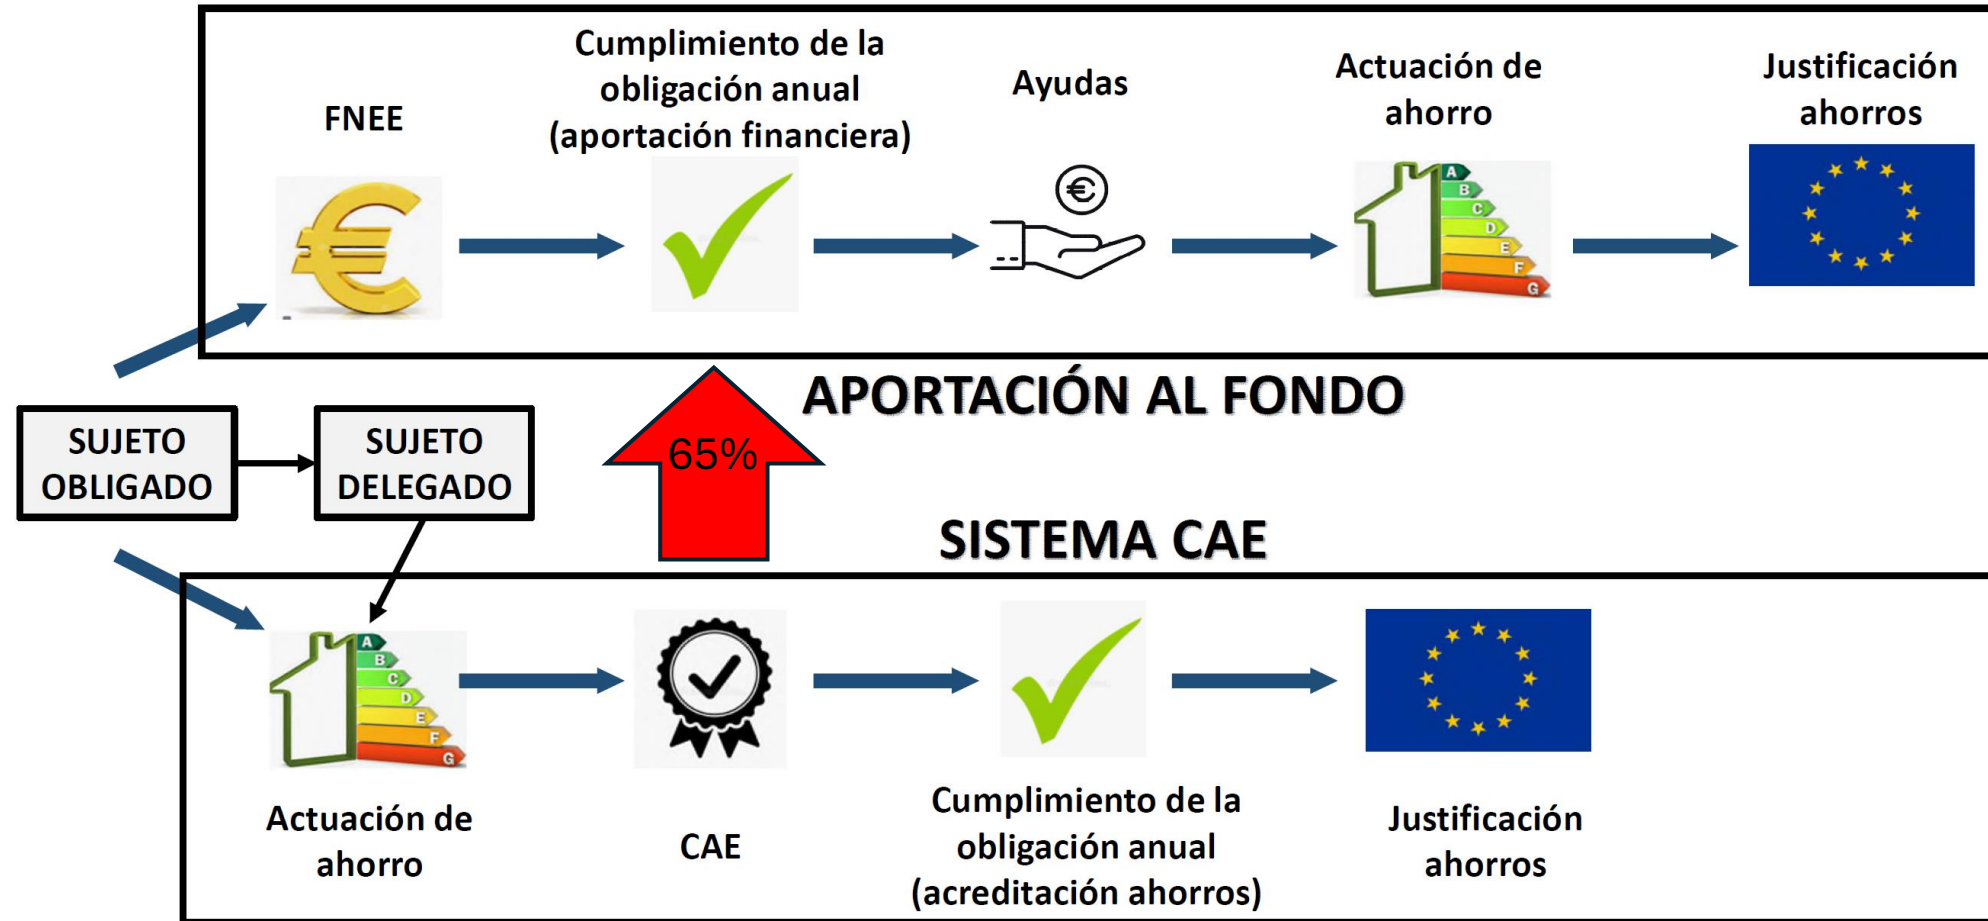 FNEE
Cumplimiento de la
obligación anual
(aportación financiera)
Ayudas
Actuación de
ahorro
Justificación
ahorros
€
A
B
C
D
E
F
G
APORTACIÓN AL FONDO
SUJETO
OBLIGADO
SUJETO
DELEGADO
65%
SISTEMA CAE
A
B
C
D
E
F
G
Actuación de
ahorro
CAE
Cumplimiento de la
obligación anual
(acreditación ahorros)
Justificación
ahorros